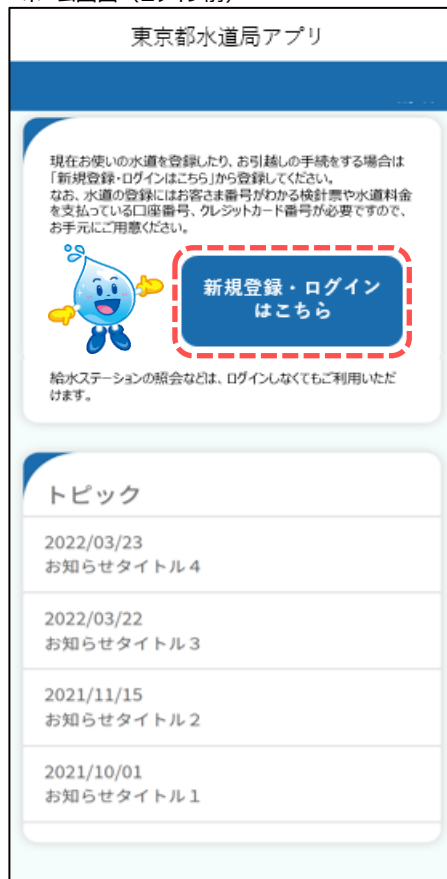 東京都水道局アプリ
現在お使いの水道を登録したり、お引越しの手続をする場合は
「新規登録・ログインはこちら」から登録してください。
なお、水道の登録にはお客さま番号がわかる検針票や水道料金
を支払っている口座番号、クレジットカード番号が必要ですので、
お手元にご用意ください。
新規登録・ログイン
はこちら
給水ステーションの照会などは、ログインしなくてもご利用いただ
けます。
トピック
2022/03/23
お知らせタイトル４
2022/03/22
お知らせタイトル３
2021/11/15
お知らせタイトル２
2021/10/01
お知らせタイトル１